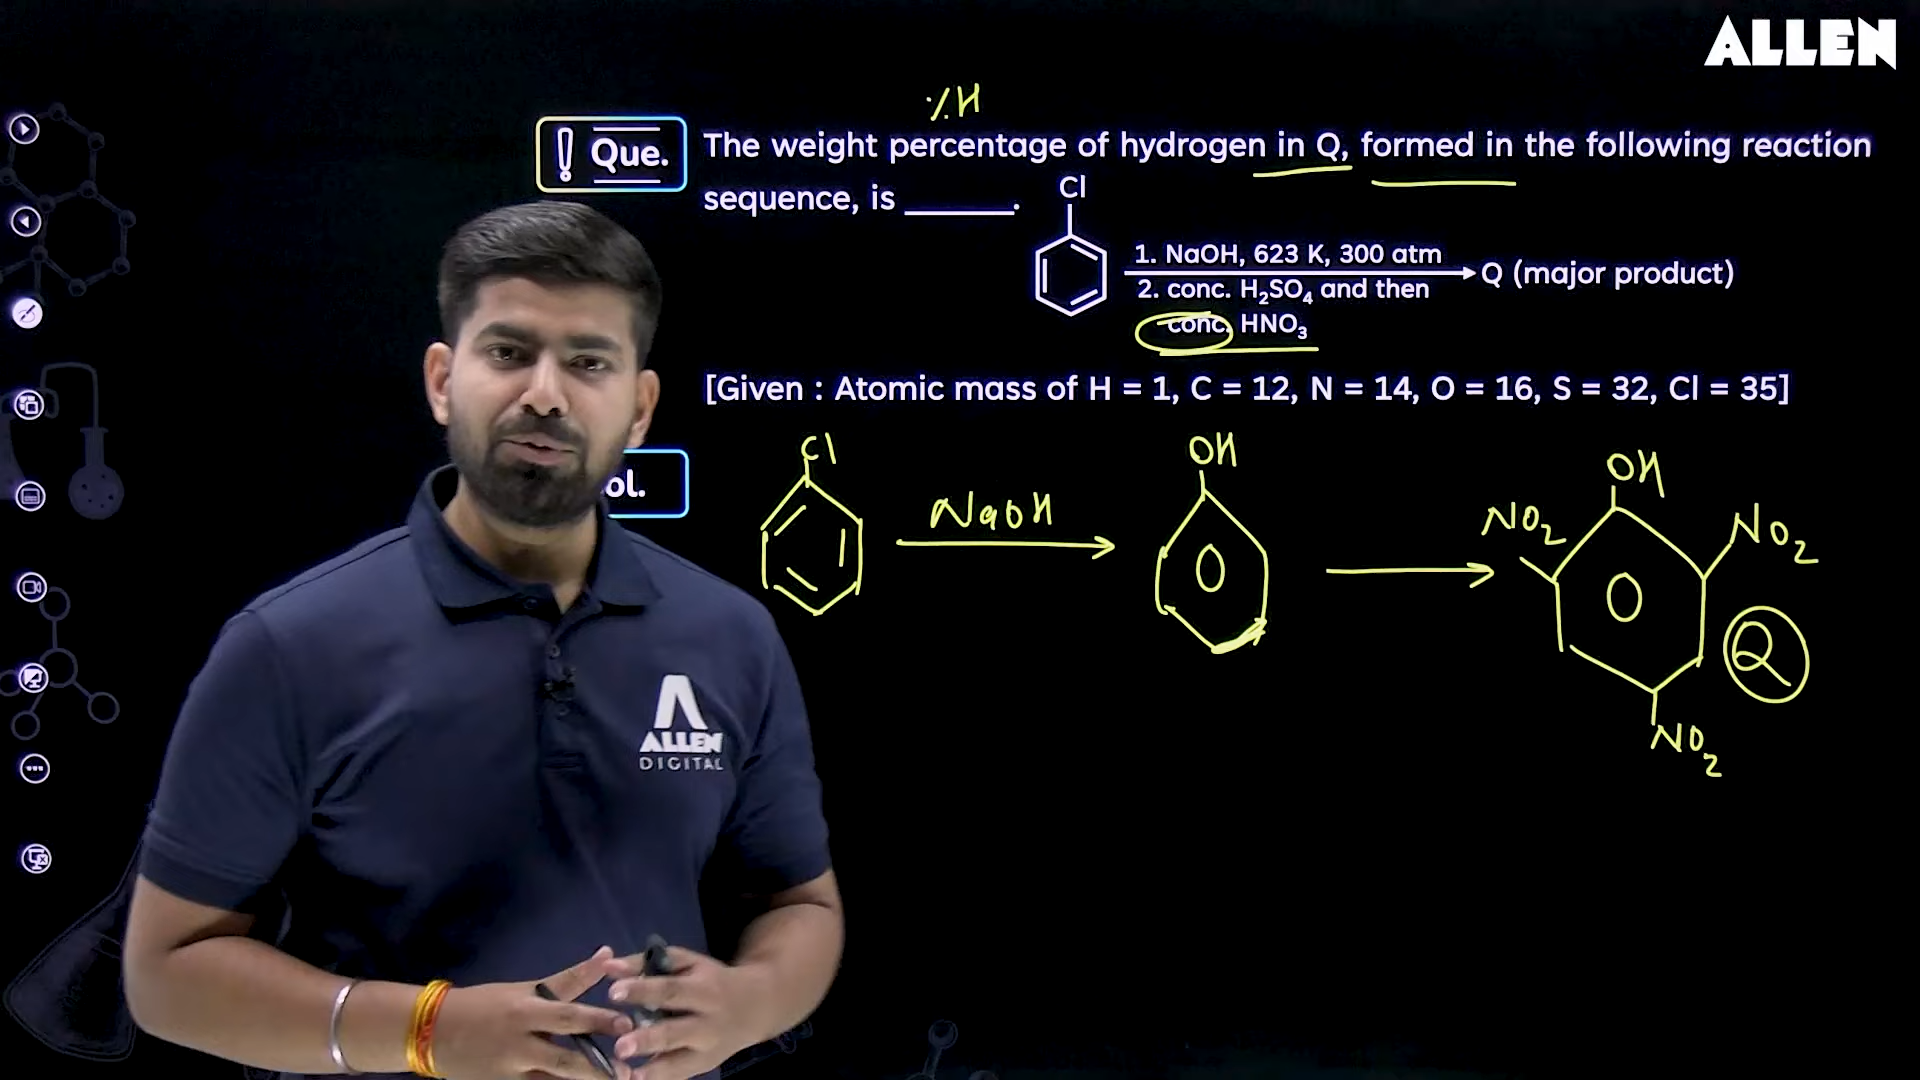 ALLEN
%H
! Que. The weight percentage of hydrogen in Q, formed in the following reaction
sequence, is ______.
Cl
1. NaOH, 623 K, 300 atm
2. conc. H₂SO₄ and then
conc. HNO₃
Q (major product)
[Given : Atomic mass of H = 1, C = 12, N = 14, O = 16, S = 32, Cl = 35]
ol.
Cl
NaOH
OH
OH
NO₂
NO₂
Q
NO₂
ALLEN
DIGITAL